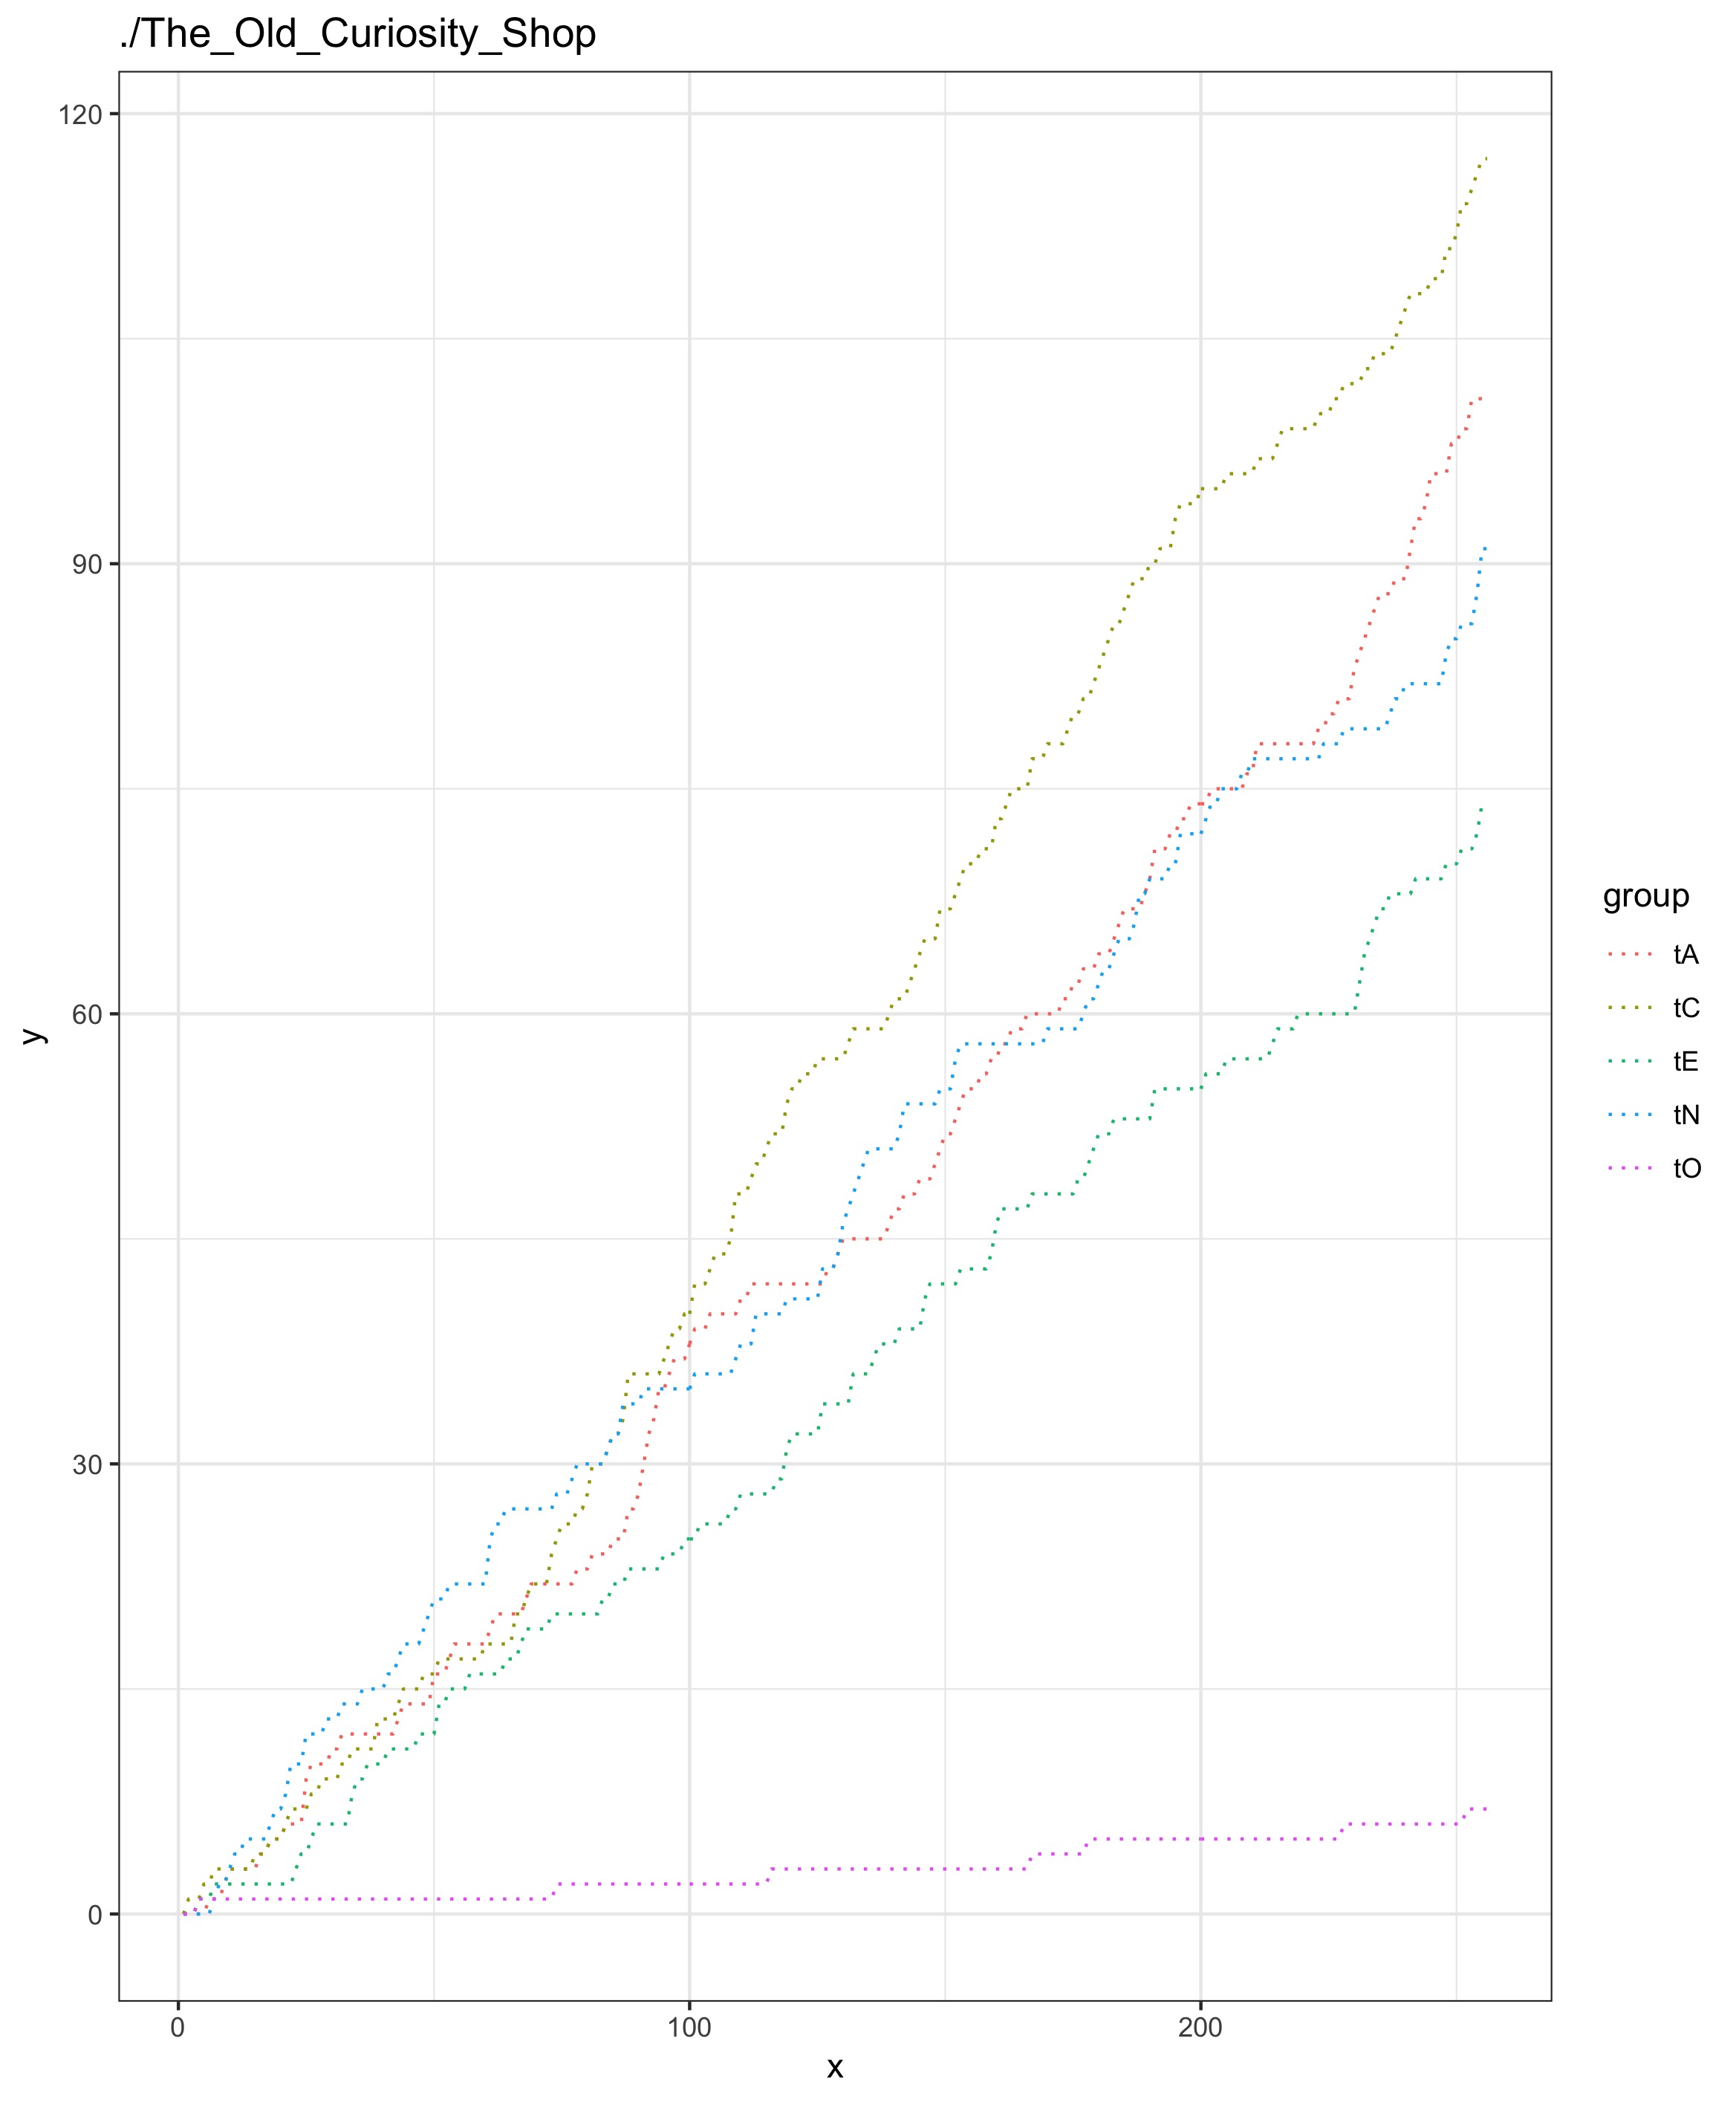 ./The_Old_Curiosity_Shop
120
90
60
30
0
y
0 100 200
x
group
tA
tC
tE
tN
tO